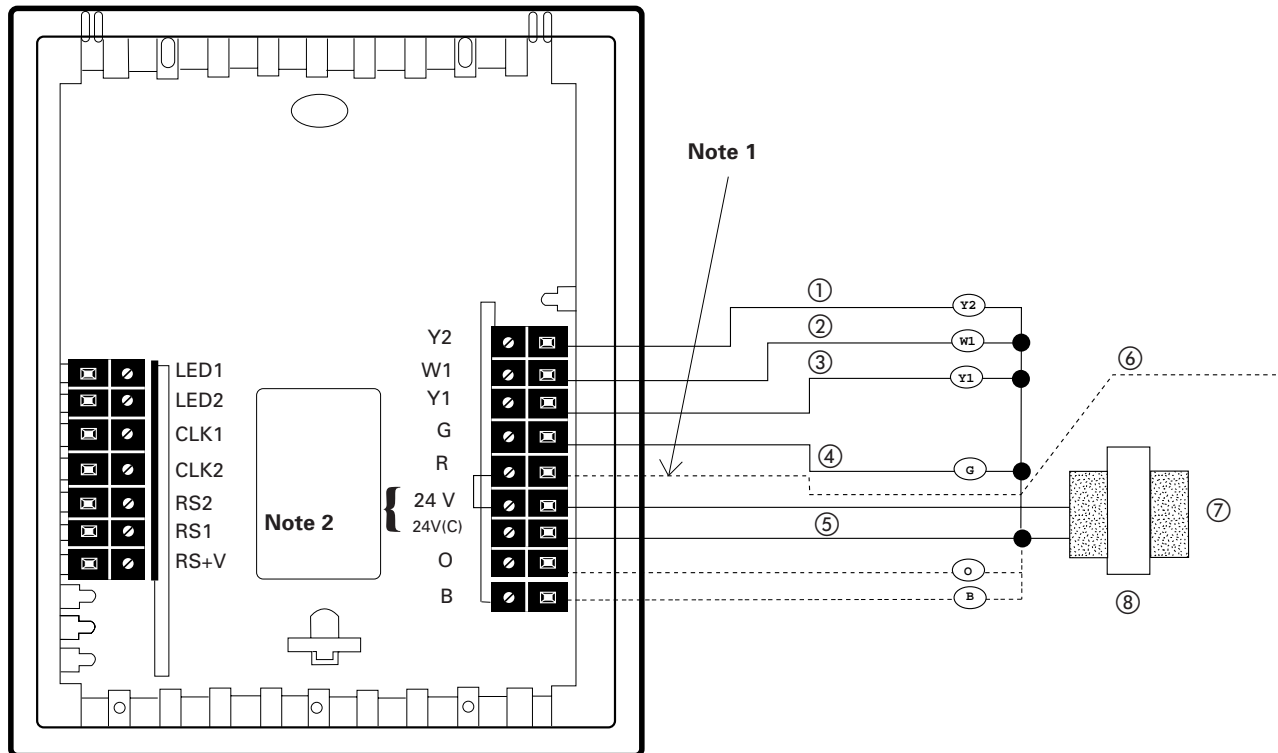 Note 1
LED1
LED2
CLK1
CLK2
RS2
RS1
RS+V
Note 2
Y2
W1
Y1
G
R
{ 24 V
24V(C)
O
B
① Y2
② W1
③ Y1
④ G
⑤
O
B
⑥
⑦
⑧